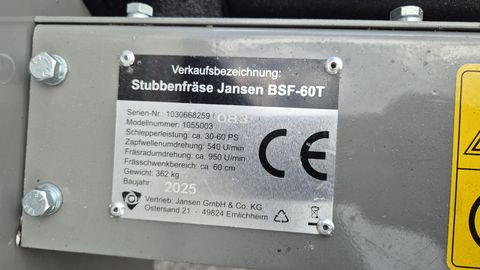 Verkaufsbezeichnung:
Stubbenfräse Jansen BSF-60T
Serien-Nr.: 1030668259 083
Modellnummer: 1055003
Schlepperleistung: ca. 30-60 PS
Zapfwellenumdrehung: 540 U/min
Fräsradumdrehung: ca. 950 U/min
Frässchwenkbereich: ca. 60 cm
Gewicht: 362 kg
Baujahr: 2025
CE
Vertrieb: Jansen GmbH & Co. KG
Ostersand 21 - 49824 Emlichheim